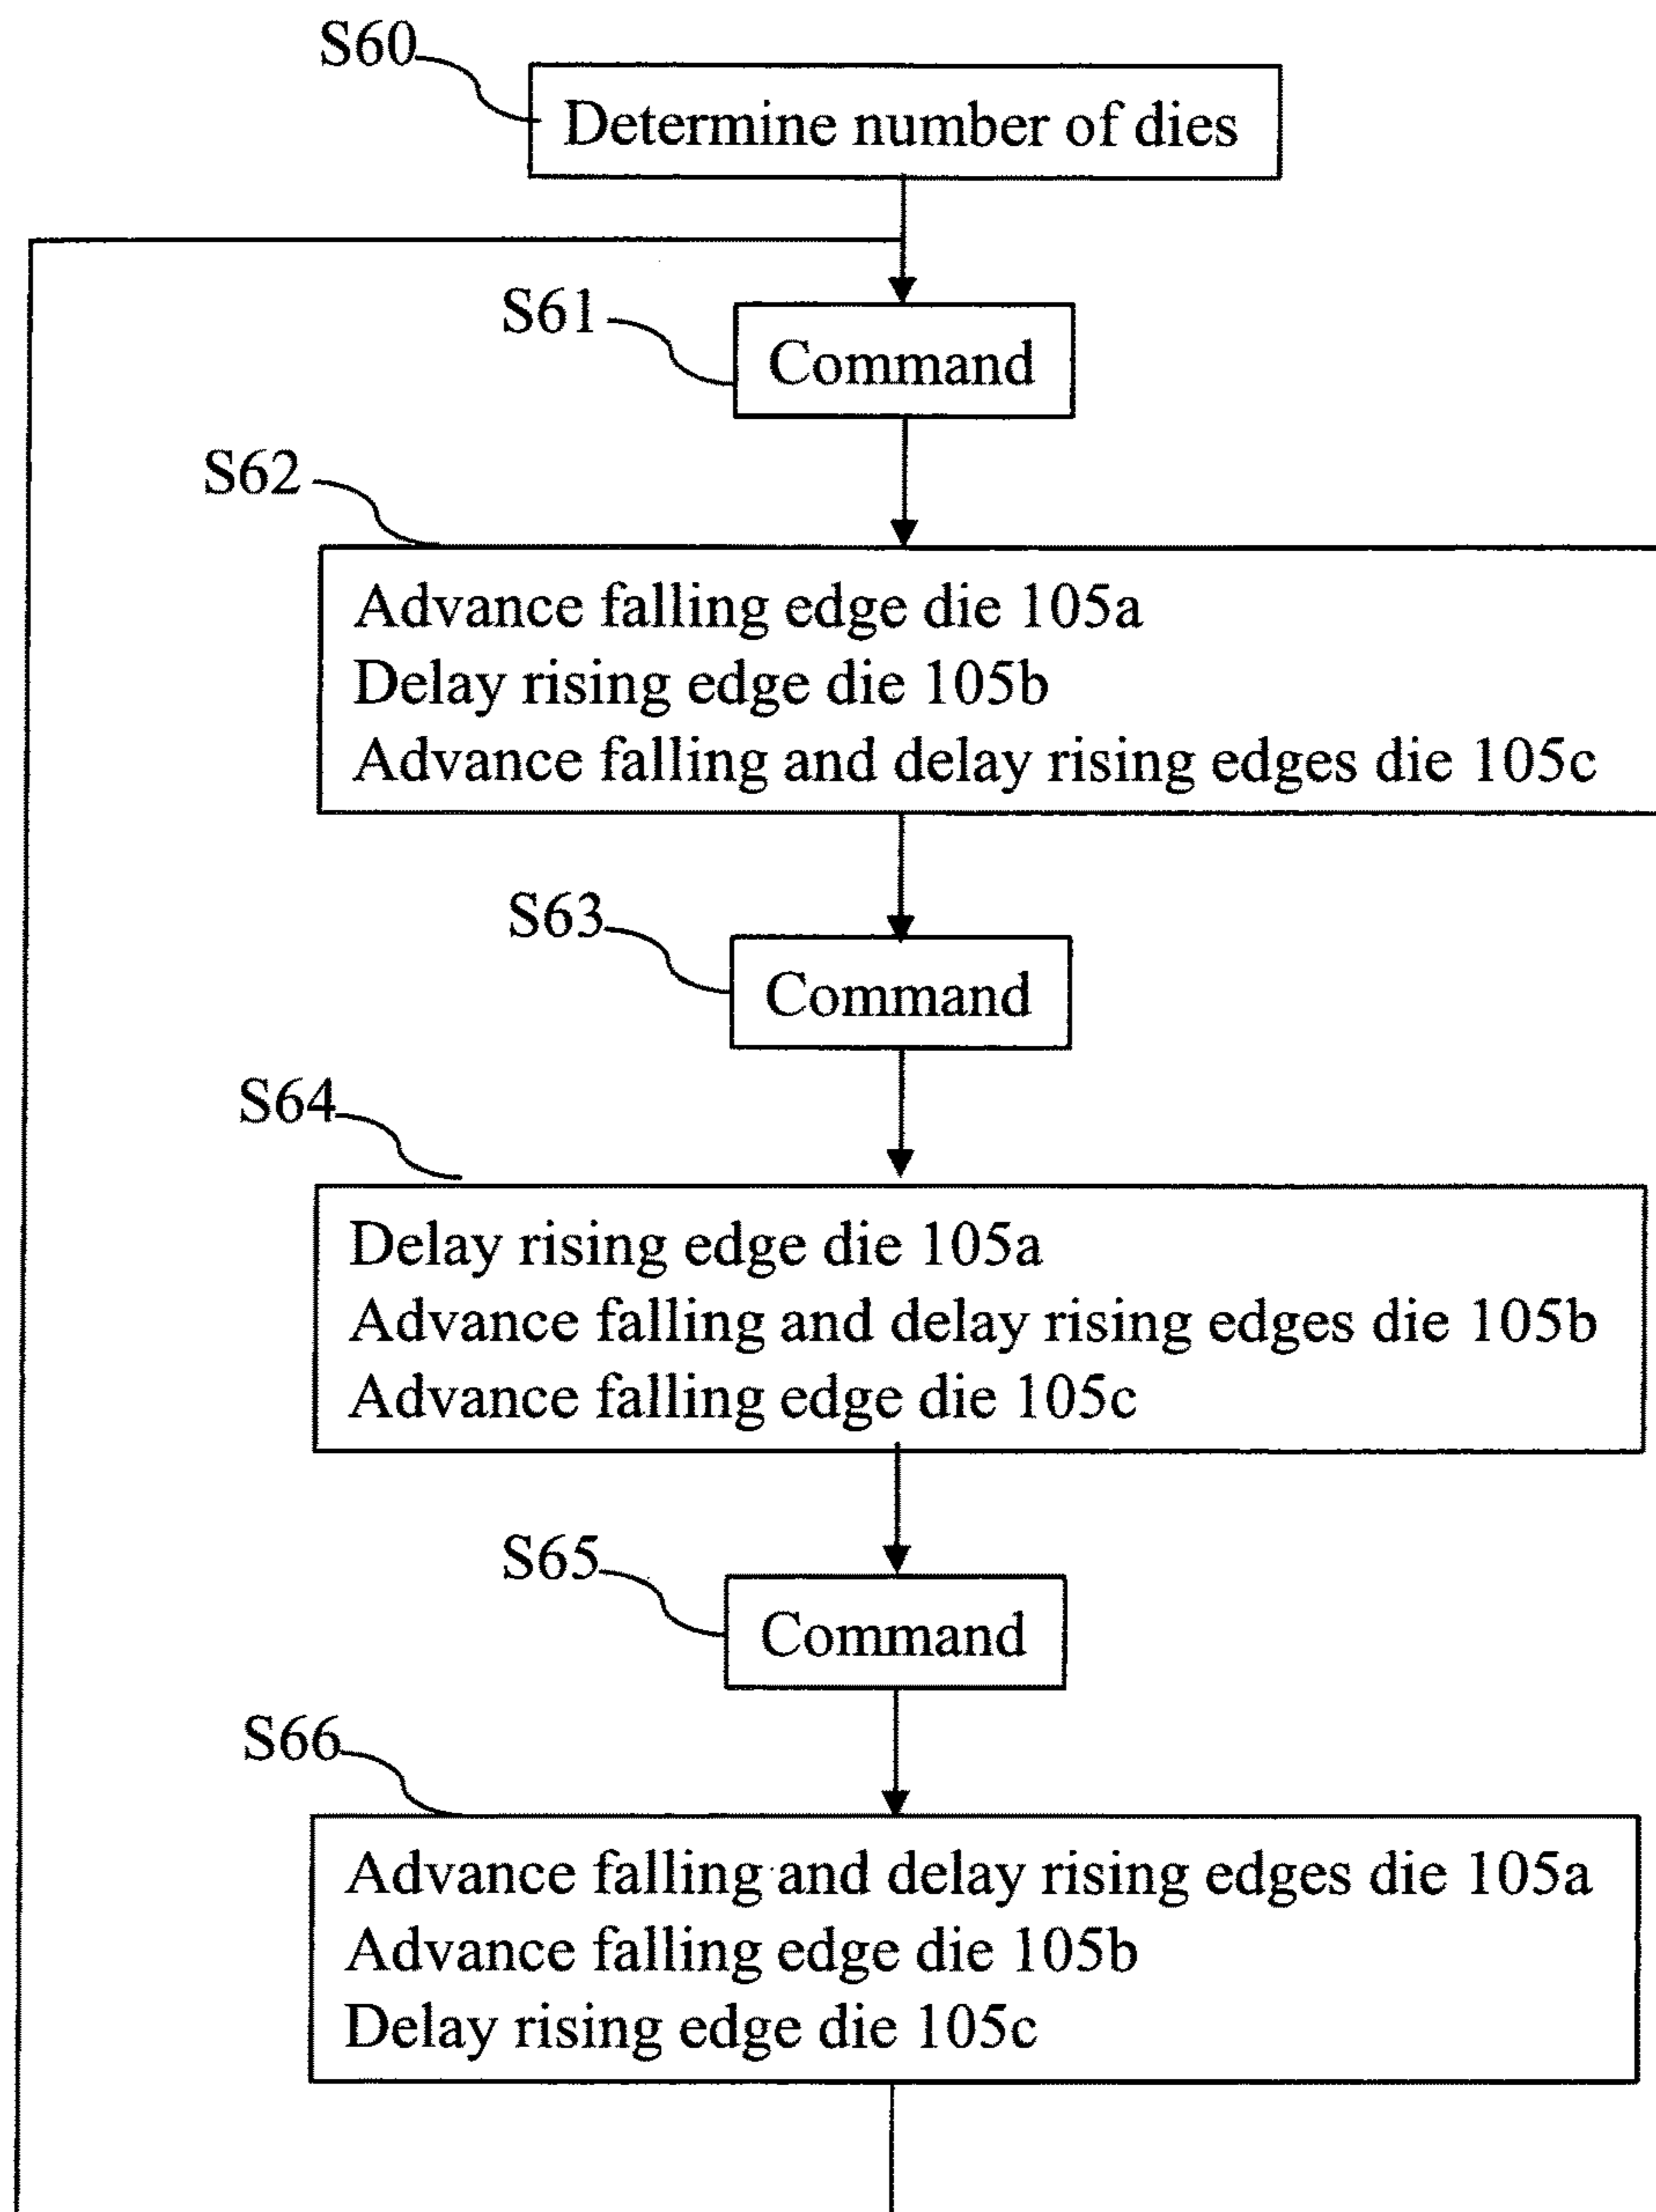 S60
Determine number of dies
S61
Command
S62
Advance falling edge die 105a
Delay rising edge die 105b
Advance falling and delay rising edges die 105c
S63
Command
S64
Delay rising edge die 105a
Advance falling and delay rising edges die 105b
Advance falling edge die 105c
S65
Command
S66
Advance falling and delay rising edges die 105a
Advance falling edge die 105b
Delay rising edge die 105c